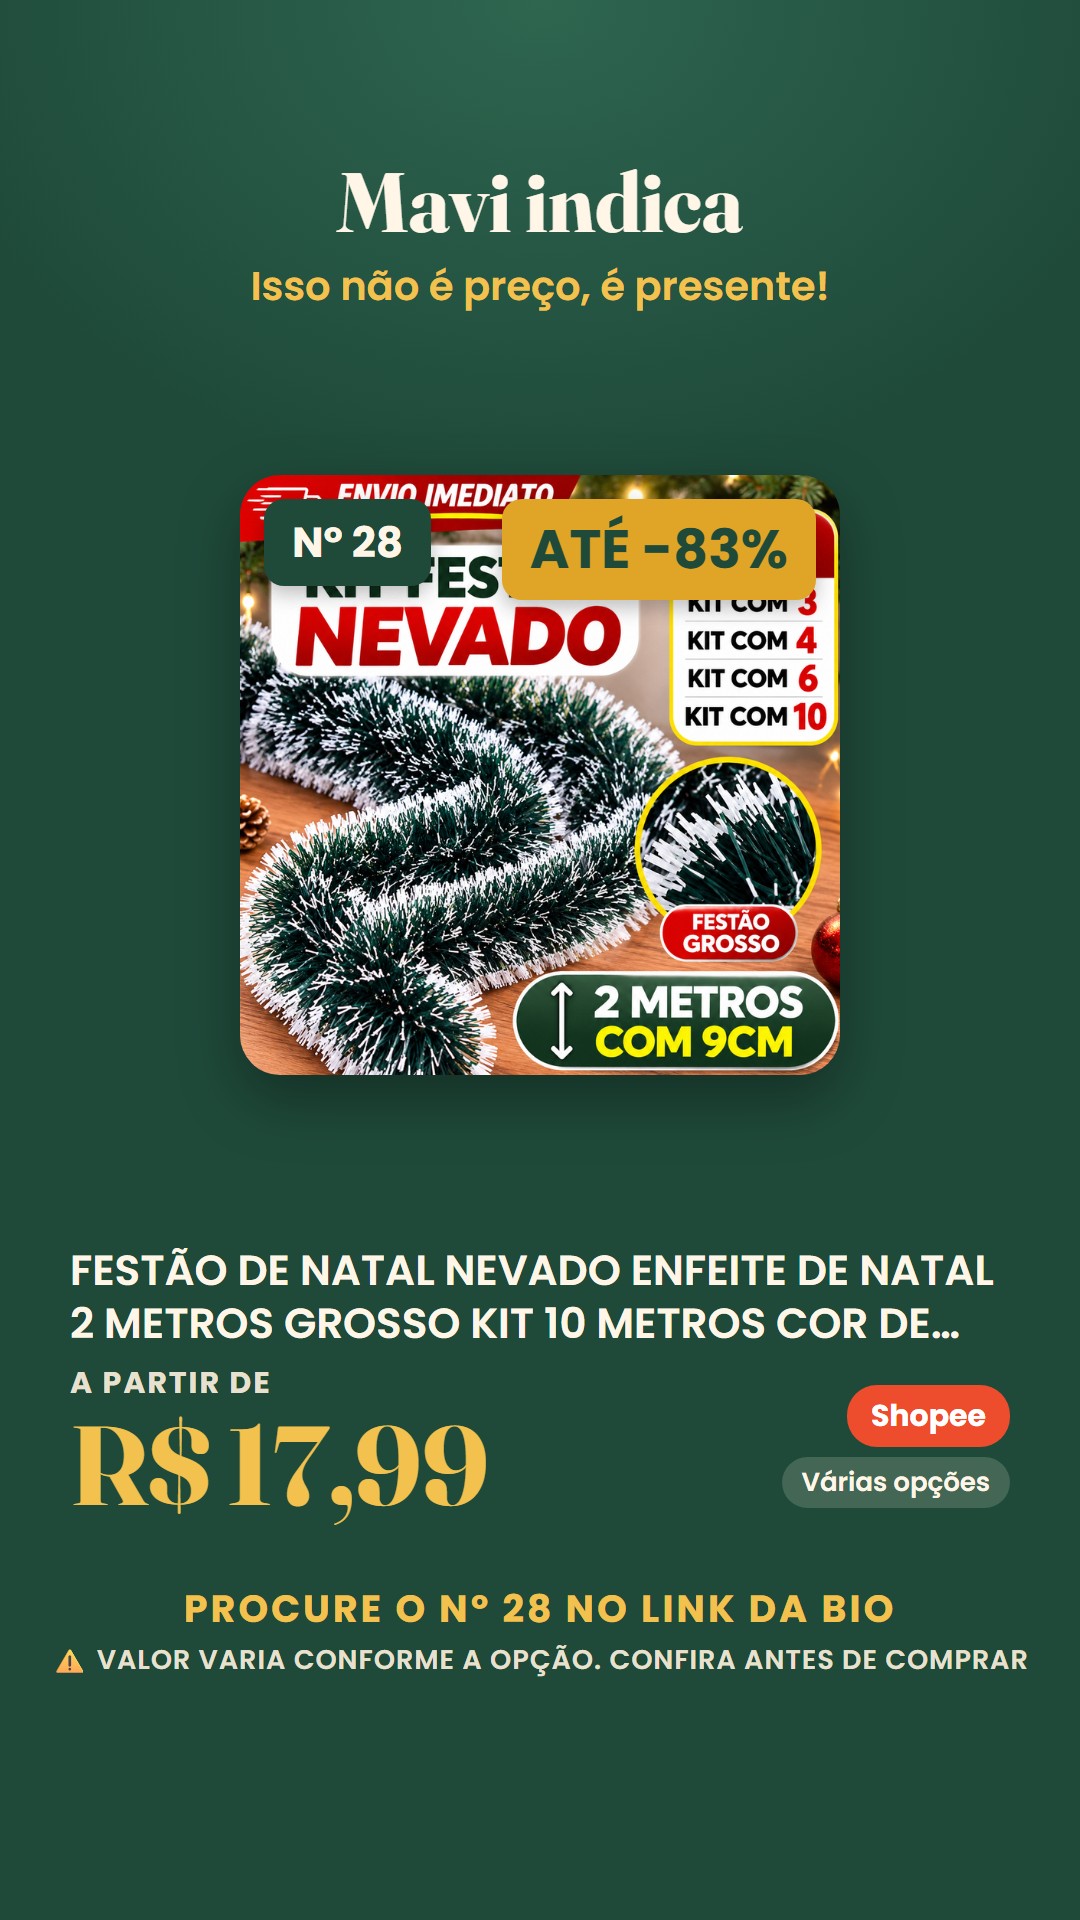 Mavi indica
Isso não é preço, é presente!
ENVIO IMEDIATO
Nº 28
ATÉ -83%
NEVADO
KIT COM 3
KIT COM 4
KIT COM 6
KIT COM 10
FESTÃO
GROSSO
2 METROS
COM 9CM
FESTÃO DE NATAL NEVADO ENFEITE DE NATAL
2 METROS GROSSO KIT 10 METROS COR DE...
A PARTIR DE
R$ 17,99
Shopee
Várias opções
PROCURE O Nº 28 NO LINK DA BIO
⚠ VALOR VARIA CONFORME A OPÇÃO. CONFIRA ANTES DE COMPRAR